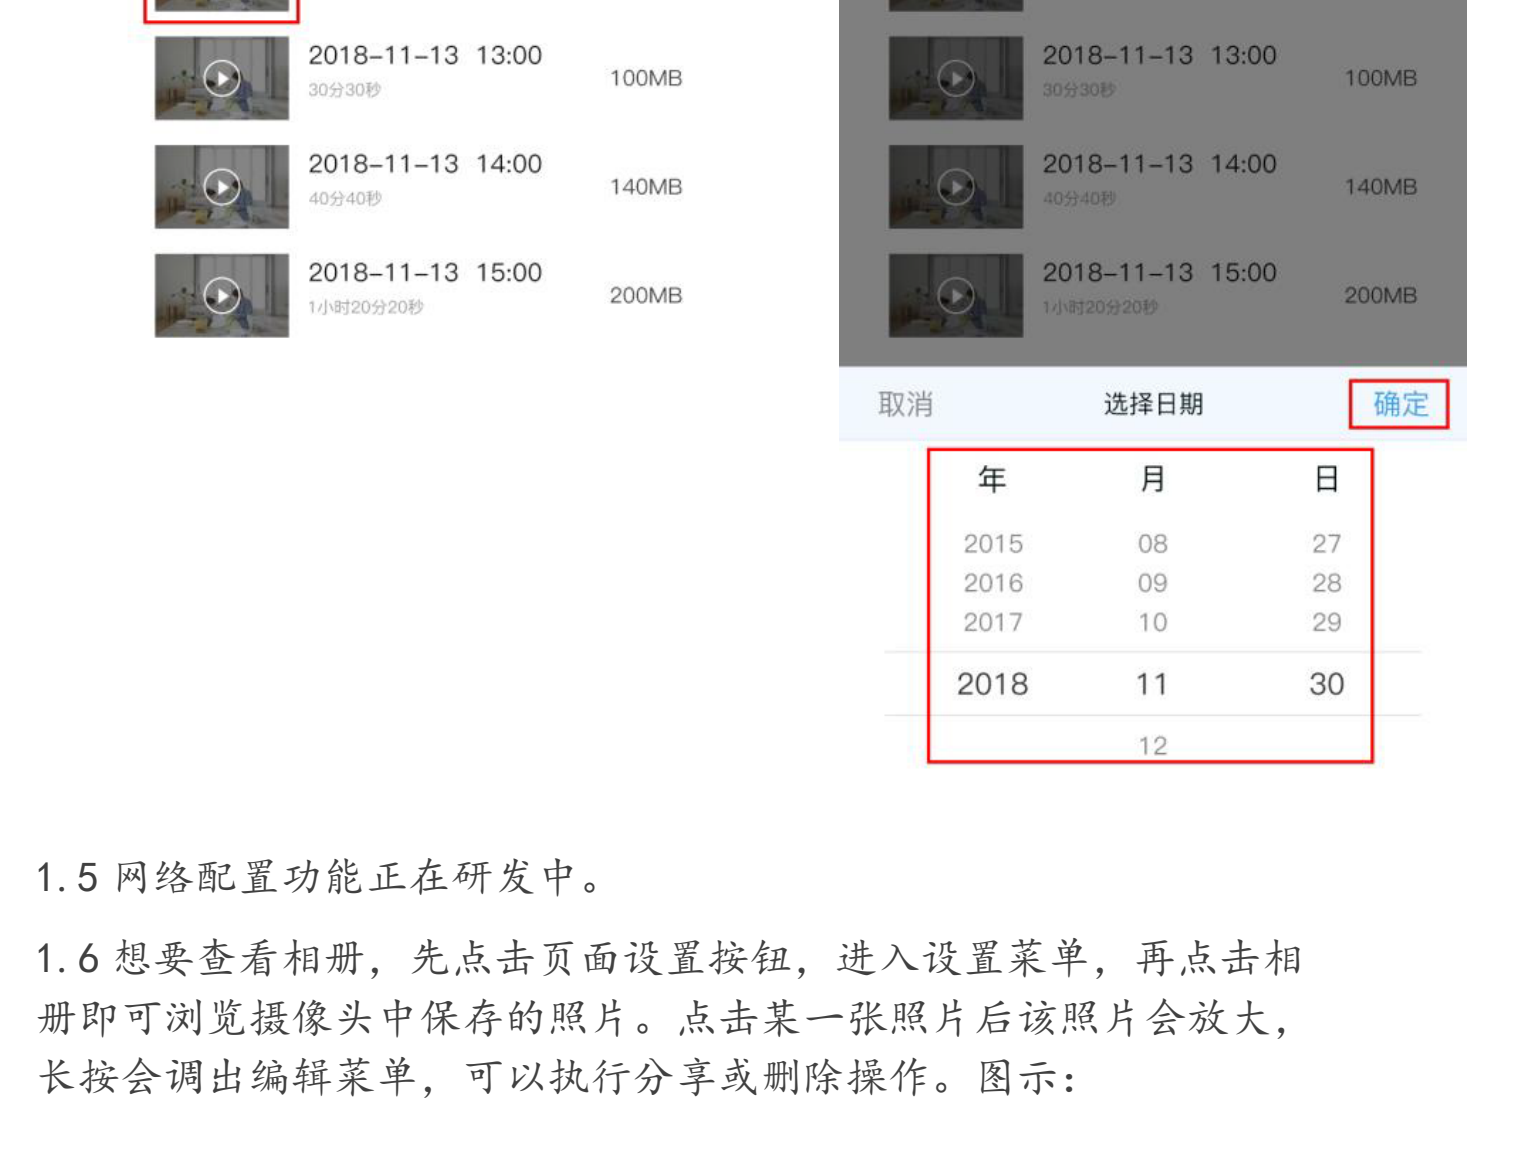 2018-11-13 13:00
30分30秒
100MB
2018-11-13 14:00
40分40秒
140MB
2018-11-13 15:00
1小时20分20秒
200MB
2018-11-13 13:00
30分30秒
100MB
2018-11-13 14:00
40分40秒
140MB
2018-11-13 15:00
1小时20分20秒
200MB
取消 选择日期 确定
年 月 日
2015 08 27
2016 09 28
2017 10 29
2018 11 30
12
1.5 网络配置功能正在研发中。
1.6 想要查看相册，先点击页面设置按钮，进入设置菜单，再点击相
册即可浏览摄像头中保存的照片。点击某一张照片后该照片会放大，
长按会调出编辑菜单，可以执行分享或删除操作。图示：